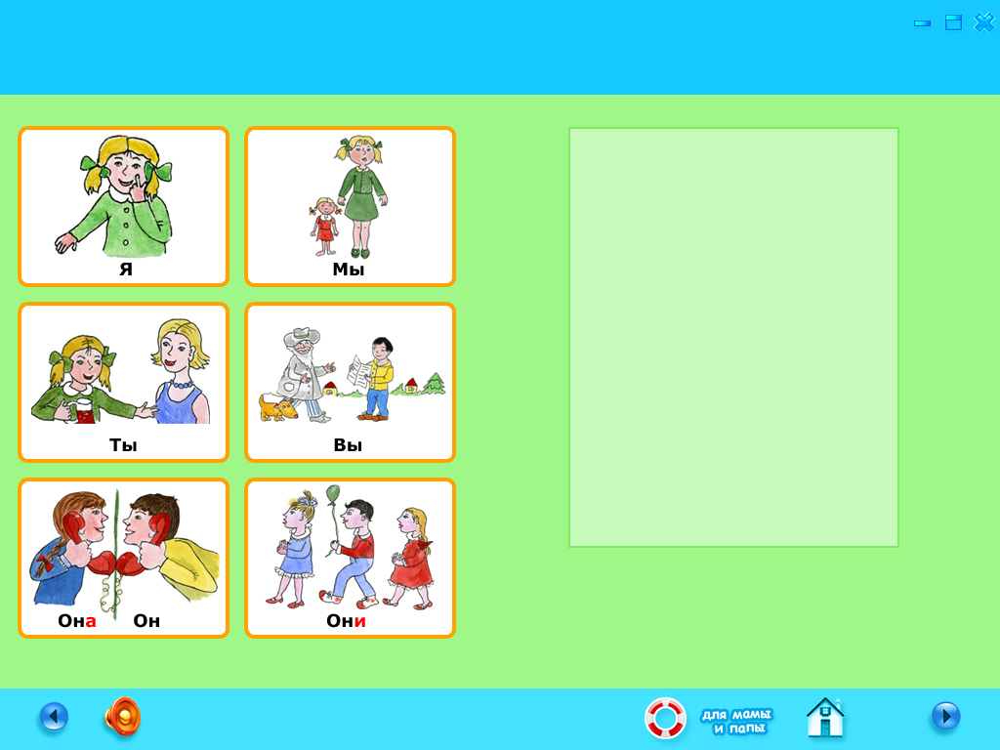 Я
Мы
Ты
Вы
Она Он
Они
для мамы
и папы